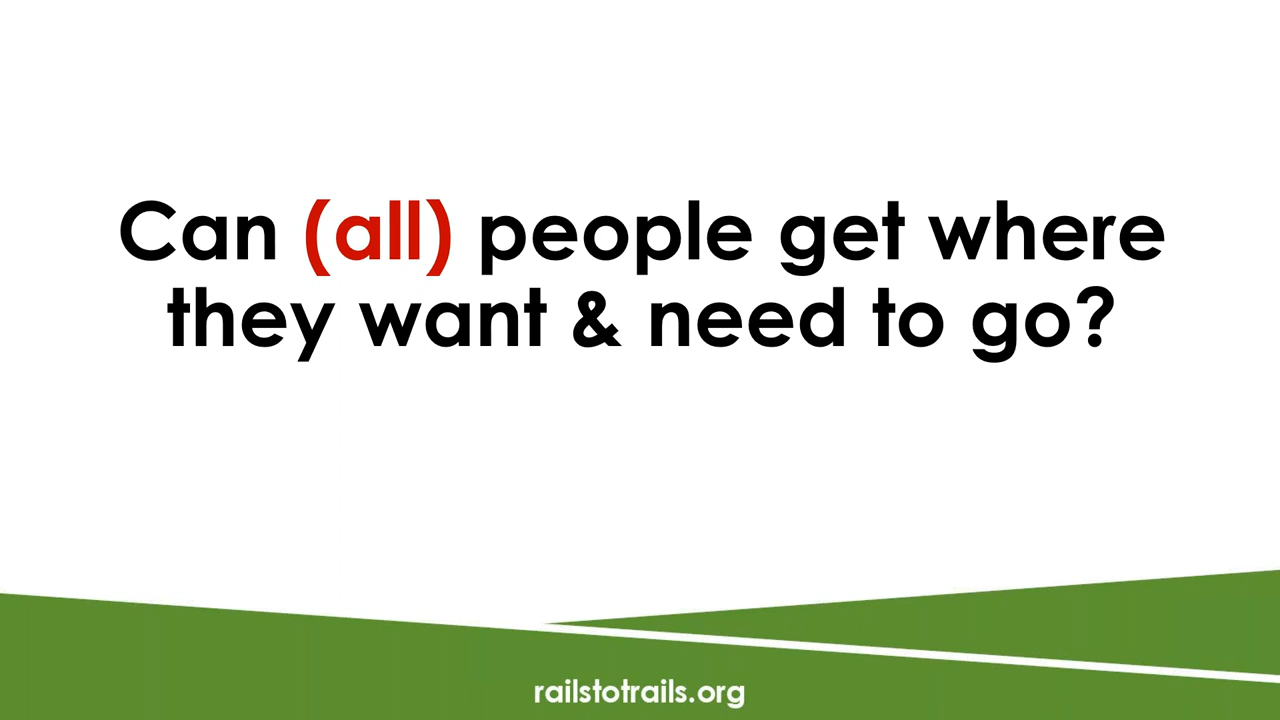 Can (all) people get where
they want & need to go?
railstotrails.org